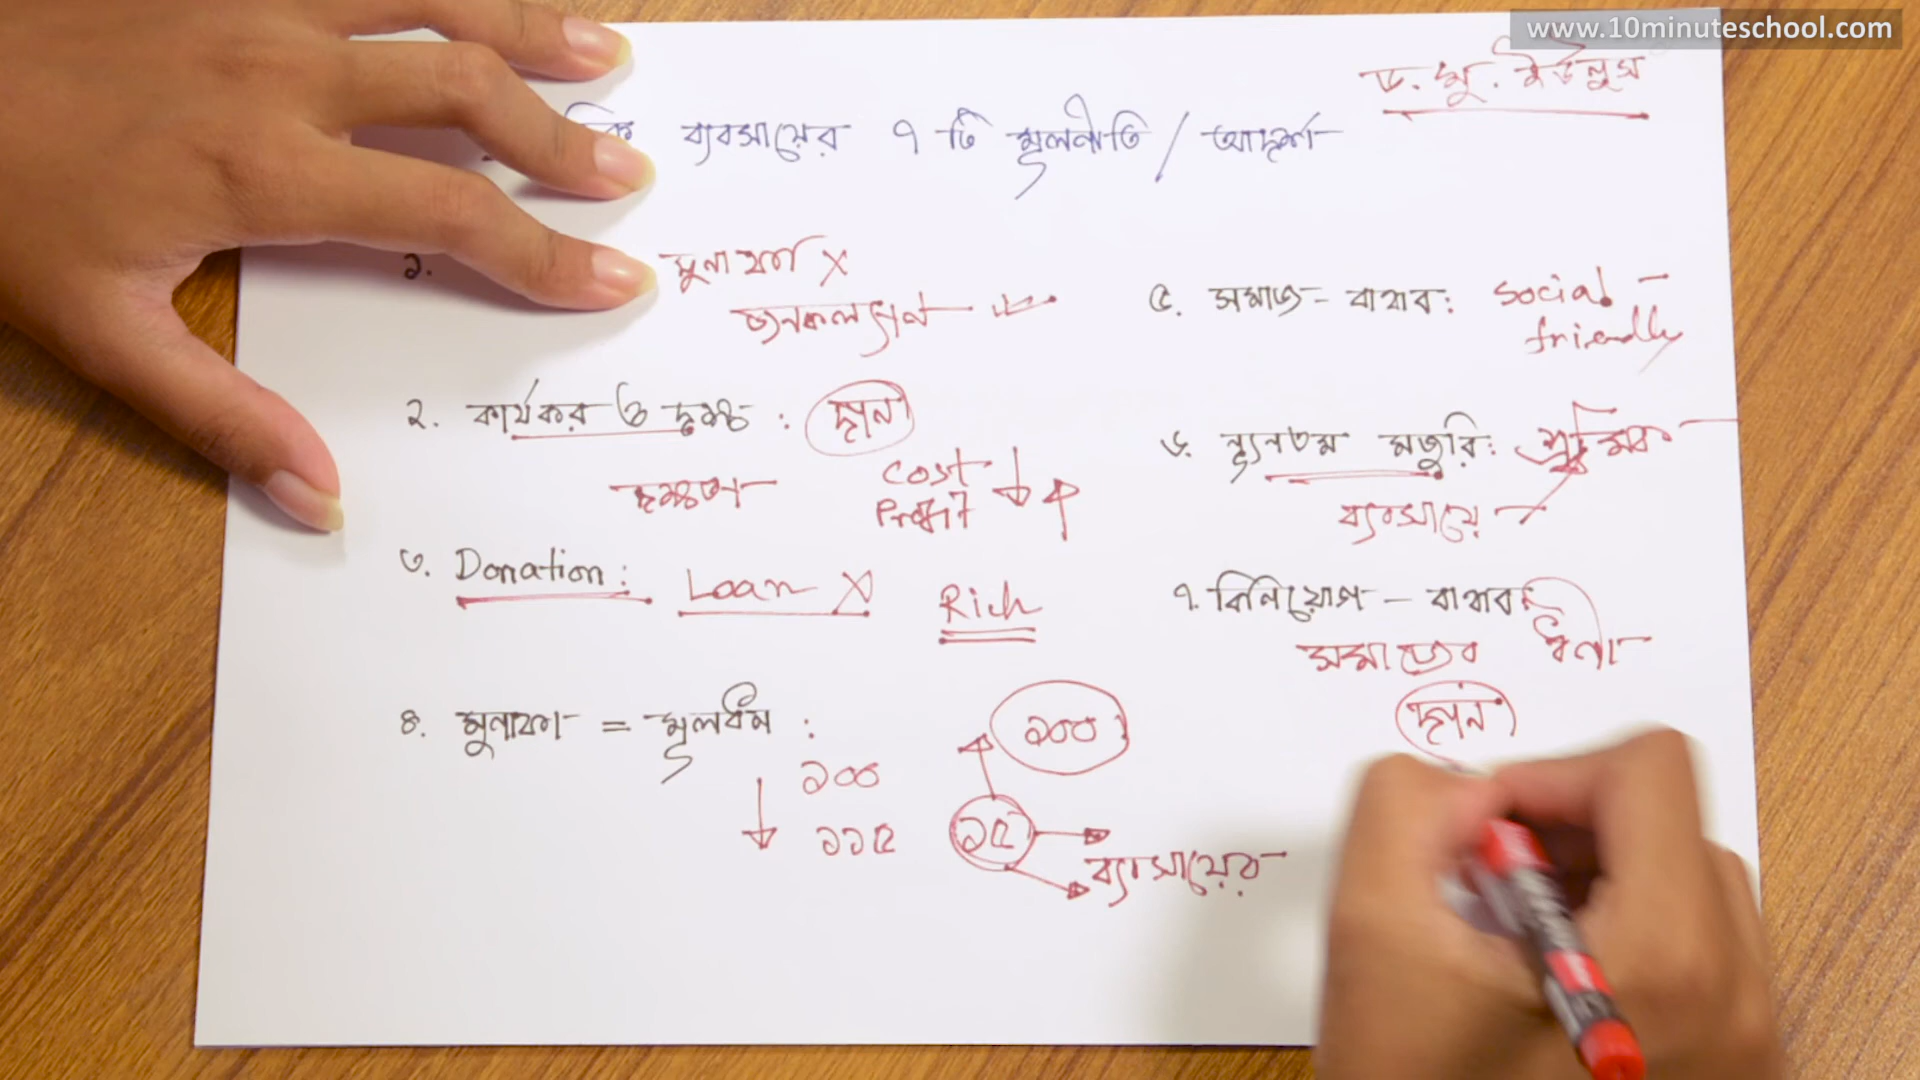 www.10minuteschool.com
ড. মু. ইউনুস
ব্যবসায়ের ৭ টি মূলনীতি / আদর্শ
১.
মুনাফা X
জনকল্যাণ
২. কার্যকর ও দক্ষ : দান
দক্ষতা
Cost
Profit
৩. Donation: Loan X Rich
৪. মুনাফা = মূলধন :
১০০
১১৫
১০০
১৫
ব্যবসায়ের
৫. সমাজ - বান্ধব: Social -
friendly
৬. ন্যূনতম মজুরি: শ্রমিক
ব্যবসায়ে
৭. বিনিয়োগ - বান্ধব:
সমাজের ধনী
দান